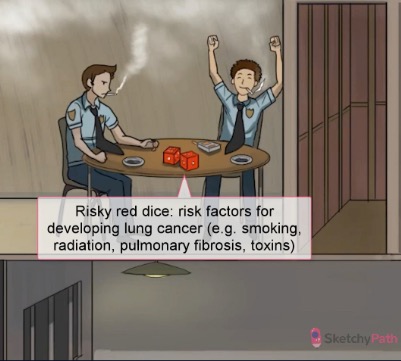 Risky red dice: risk factors for
developing lung cancer (e.g. smoking,
radiation, pulmonary fibrosis, toxins)
SketchyPath